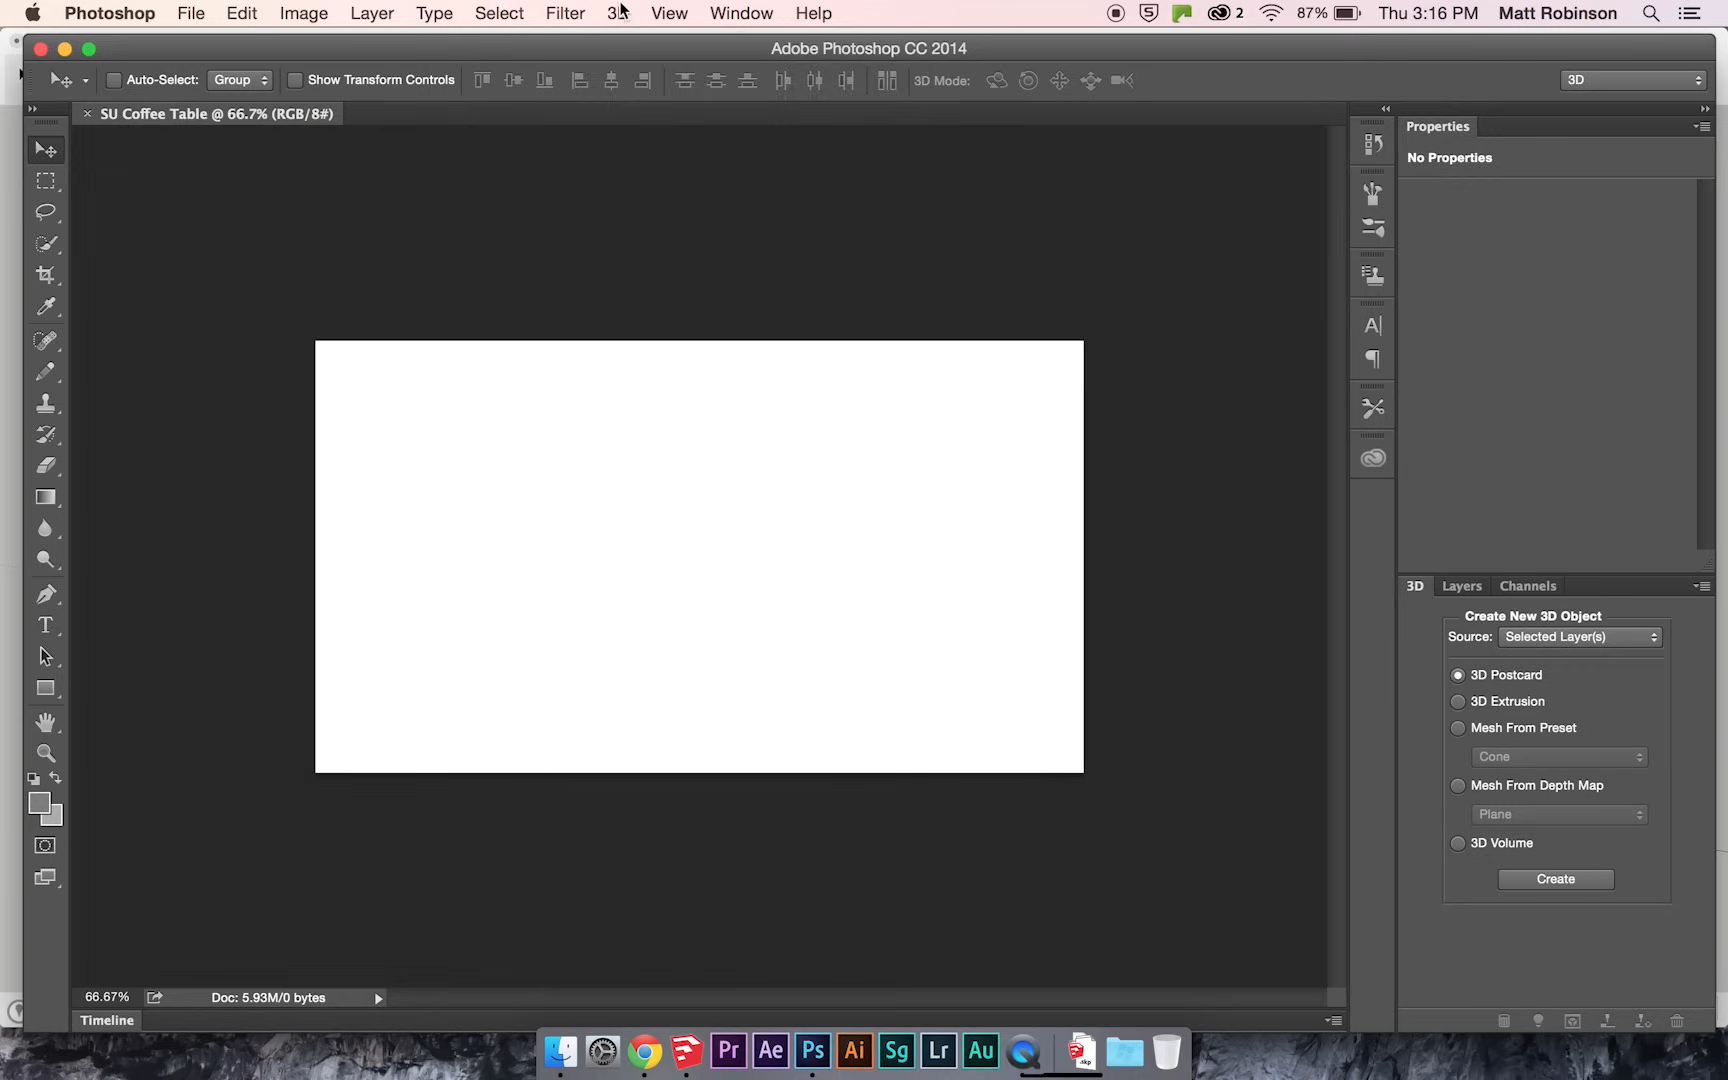 Photoshop File Edit Image Layer Type Select Filter 3D View Window Help 2 87% Thu 3:16 PM Matt Robinson
Adobe Photoshop CC 2014
Auto-Select: Group Show Transform Controls 3D Mode: 3D
SU Coffee Table @ 66.7% (RGB/8#)
Properties
No Properties
3D Layers Channels
Create New 3D Object
Source: Selected Layer(s)
3D Postcard
3D Extrusion
Mesh From Preset
Cone
Mesh From Depth Map
Plane
3D Volume
Create
66.67% Doc: 5.93M/0 bytes
Timeline
Pr Ae Ps Ai Sg Lr Au .skp